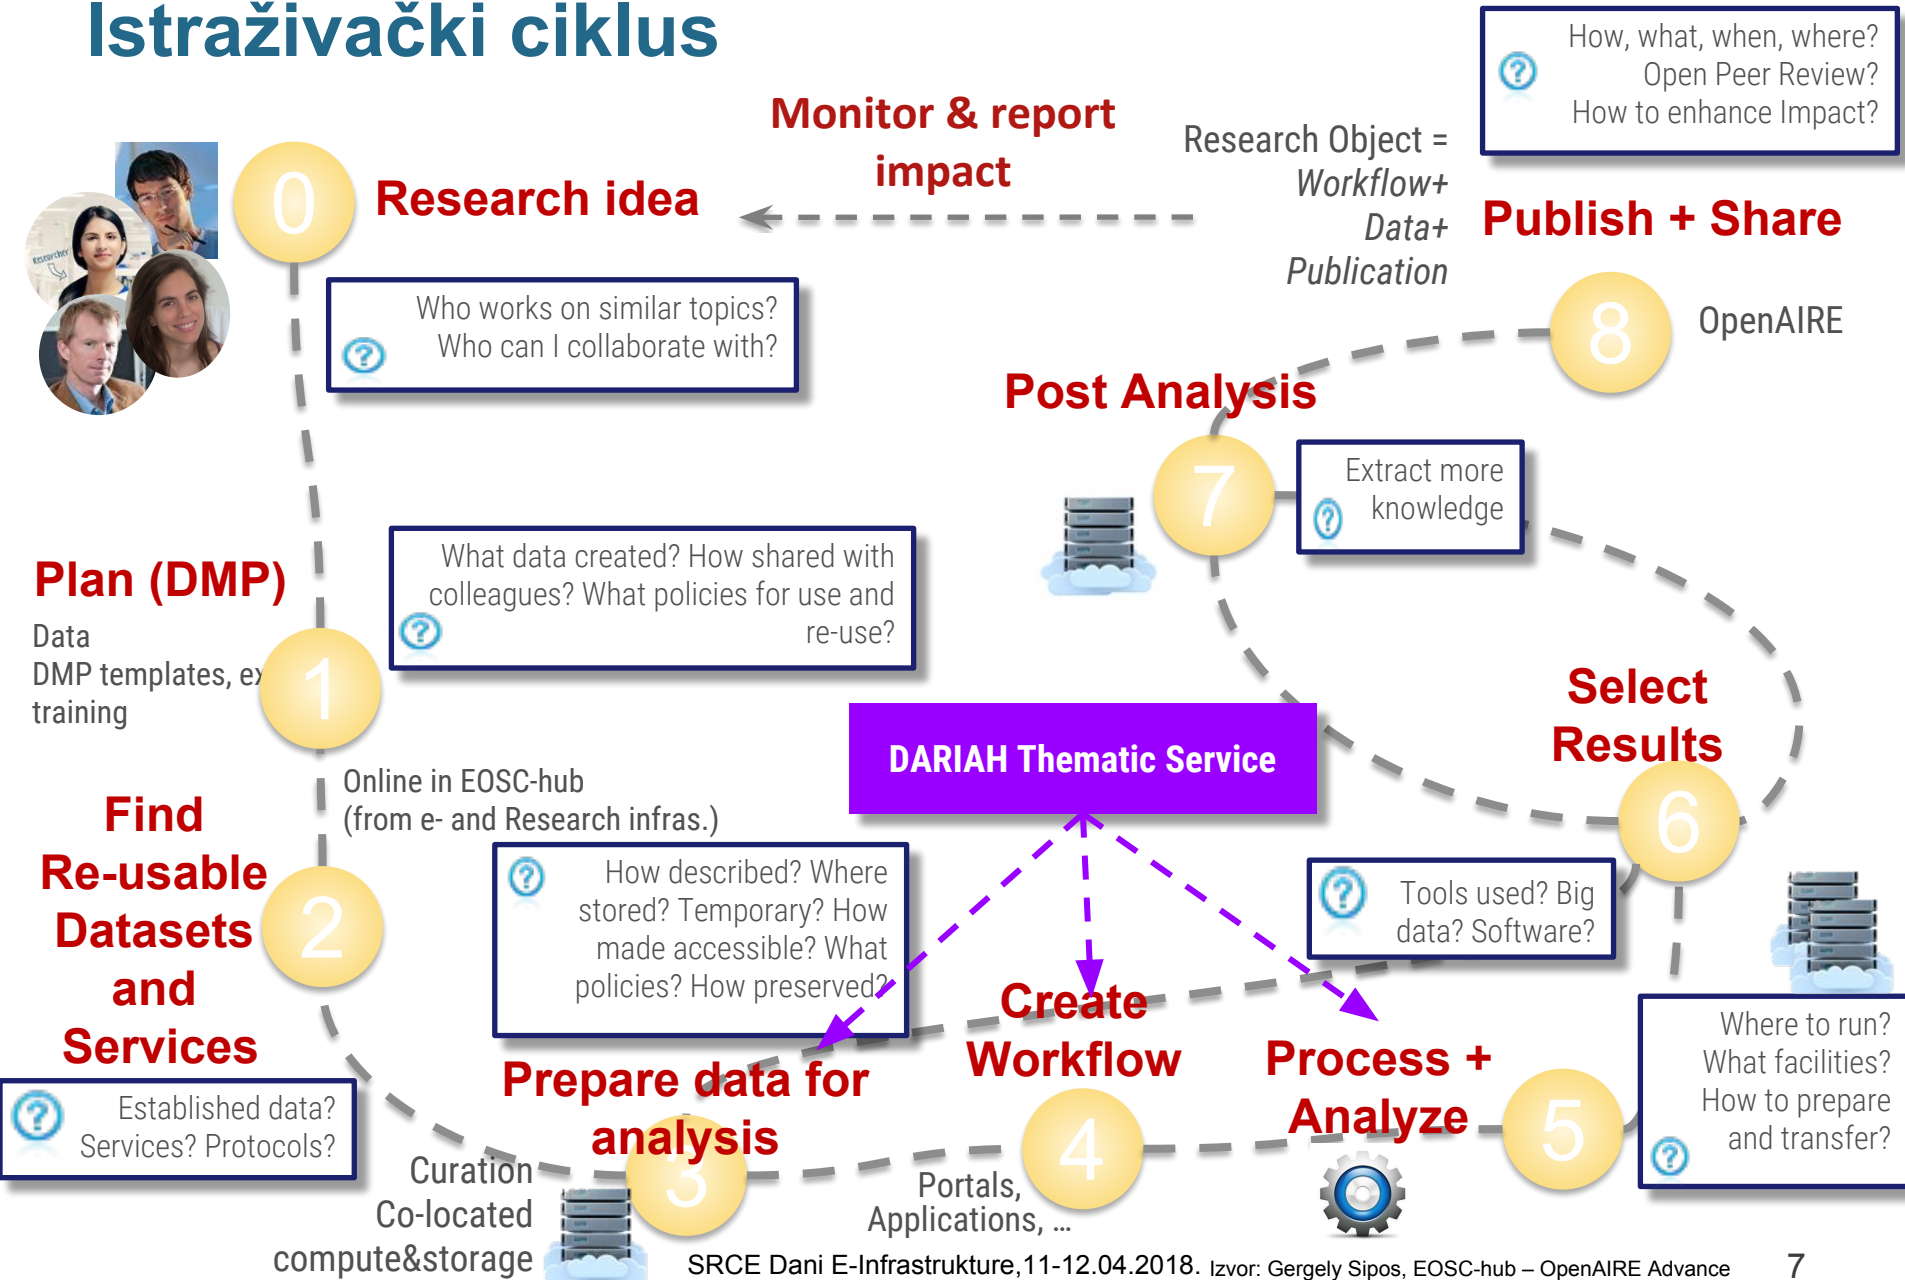 Istraživački ciklus
How, what, when, where?
Open Peer Review?
How to enhance Impact?
Monitor & report
impact
Research Object =
Workflow+
Data+
Publication
0
Research idea
Publish + Share
Researcher
Who works on similar topics?
Who can I collaborate with?
8
OpenAIRE
Post Analysis
7
Extract more
knowledge
What data created? How shared with
colleagues? What policies for use and
re-use?
Plan (DMP)
Data
DMP templates, ex
training
1
Select
Results
DARIAH Thematic Service
Online in EOSC-hub
(from e- and Research infras.)
6
Find
Re-usable
Datasets
and
Services
2
How described? Where
stored? Temporary? How
made accessible? What
policies? How preserved?
Tools used? Big
data? Software?
Create
Workflow
Where to run?
What facilities?
How to prepare
and transfer?
Prepare data for
analysis
Process +
Analyze
Established data?
Services? Protocols?
3
4
5
Curation
Co-located
compute&storage
Portals,
Applications, ...
SRCE Dani E-Infrastrukture,11-12.04.2018. Izvor: Gergely Sipos, EOSC-hub – OpenAIRE Advance
7